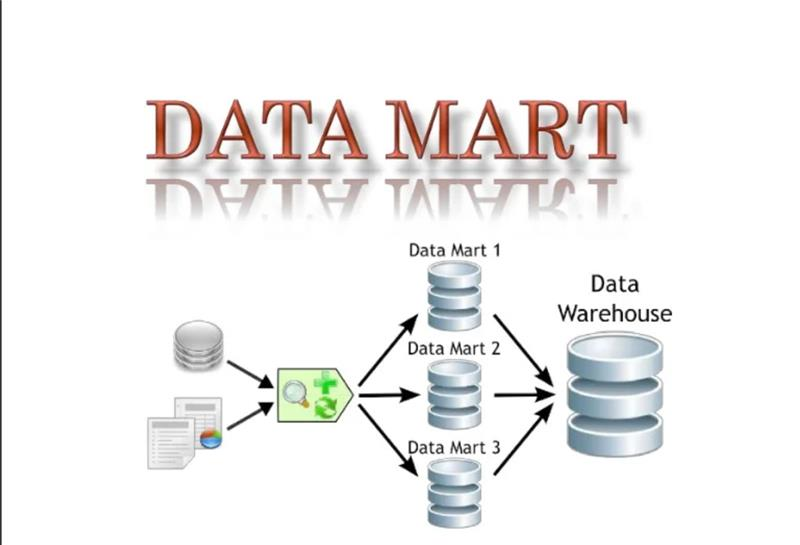 DATA MART
Data Mart 1
Data Mart 2
Data Mart 3
Data
Warehouse